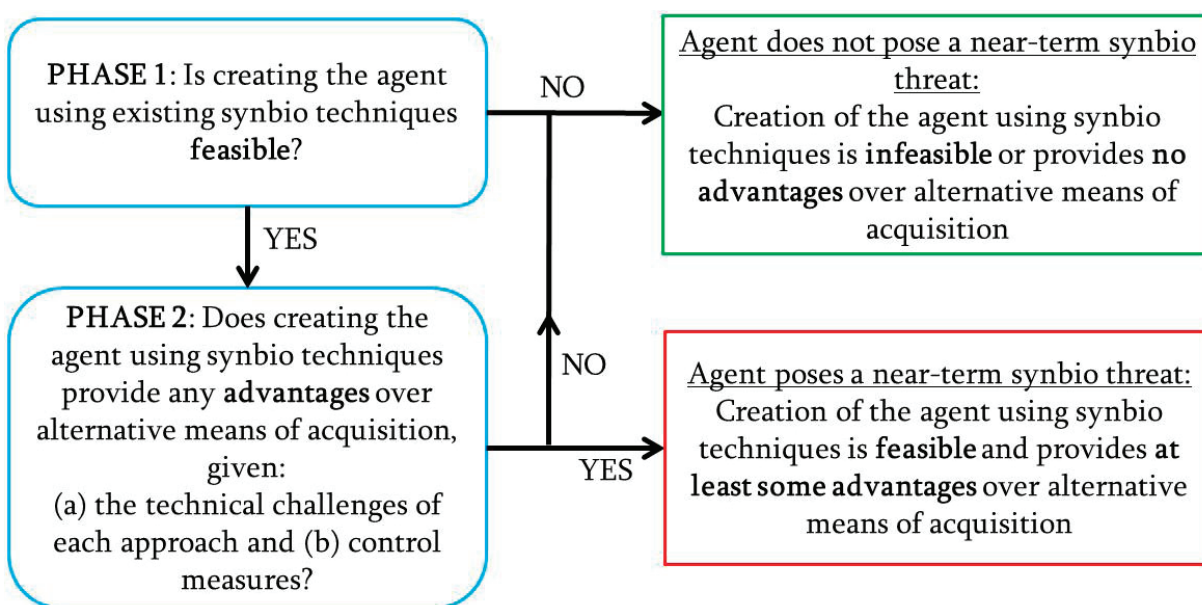 PHASE 1: Is creating the agent
using existing synbio techniques
feasible?
NO
Agent does not pose a near-term synbio
threat:
Creation of the agent using synbio
techniques is infeasible or provides no
advantages over alternative means of
acquisition
YES
PHASE 2: Does creating the
agent using synbio techniques
provide any advantages over
alternative means of acquisition,
given:
(a) the technical challenges of
each approach and (b) control
measures?
NO
YES
Agent poses a near-term synbio threat:
Creation of the agent using synbio
techniques is feasible and provides at
least some advantages over alternative
means of acquisition